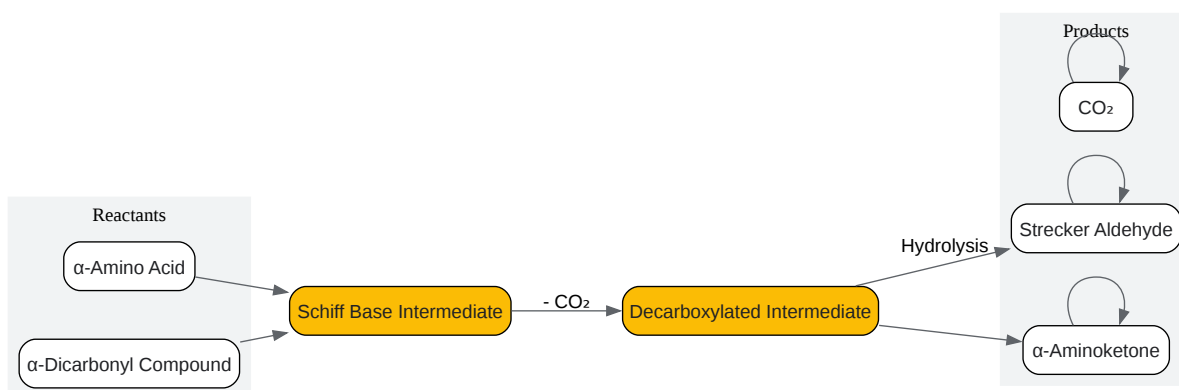 Reactants
α-Amino Acid
α-Dicarbonyl Compound
Schiff Base Intermediate
- CO₂
Decarboxylated Intermediate
Hydrolysis
Products
CO₂
Strecker Aldehyde
α-Aminoketone